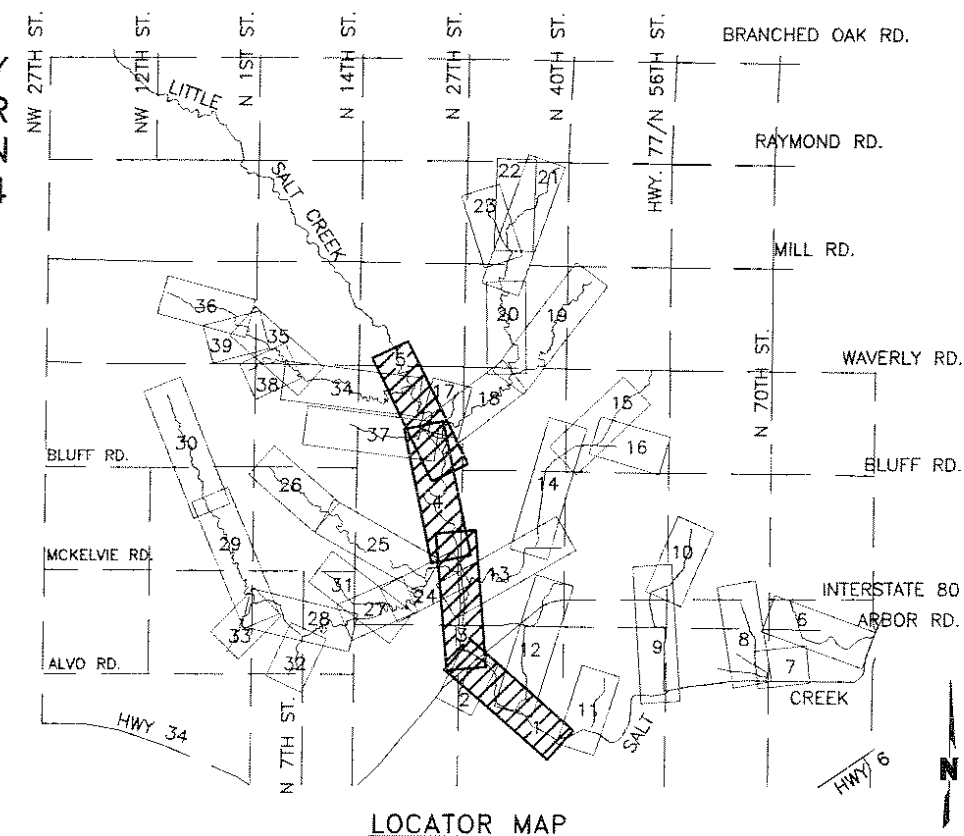 NW 27TH ST.
NW 12TH ST.
N 1ST ST.
N 14TH ST.
N 27TH ST.
N 40TH ST.
HWY. 77/N 56TH ST.
BRANCHED OAK RD.
Y
R
N
4
LITTLE
SALT CREEK
RAYMOND RD.
22
21
23
MILL RD.
36
20
19
39
35
5
N 70TH ST.
WAVERLY RD.
38
34
17
18
15
30
37
16
BLUFF RD.
BLUFF RD.
26
14
4
29
25
MCKELVIE RD.
10
13
31
24
INTERSTATE 80
27
ARBOR RD.
33
28
3
12
9
8
6
ALVO RD.
32
7
2
11
CREEK
N 7TH ST.
1
SALT
HWY 34
HWY 6
N
LOCATOR MAP